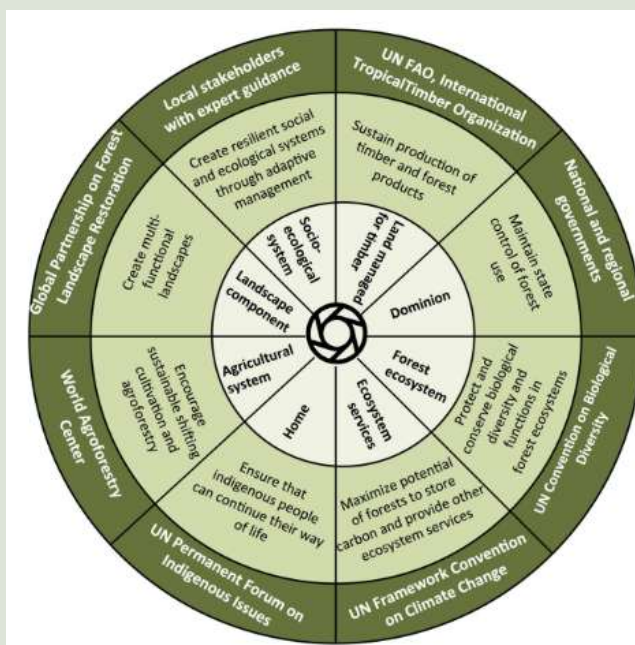 UN FAO, International
TropicalTimber Organization
Sustain production of
timber and forest
products
Land managed
for timber
National and regional
governments
Maintain state
control of forest
use
Dominion
UN Convention on Biological
Diversity
Protect and
conserve biological
diversity and
functions in
forest ecosystems
Forest
ecosystem
UN Framework Convention
on Climate Change
Maximize potential
of forests to store
carbon and provide other
ecosystem services
Ecosystem
services
UN Permanent Forum on
Indigenous Issues
Ensure that
indigenous people
can continue their way
of life
Home
World Agroforestry
Center
Encourage
sustainable shifting
cultivation and
agroforestry
Agricultural
system
Global Partnership on Forest
Landscape Restoration
Create multi-
functional
landscapes
Landscape
component
Local stakeholders
with expert guidance
Create resilient social
and ecological systems
through adaptive
management
Socio-
ecological
system